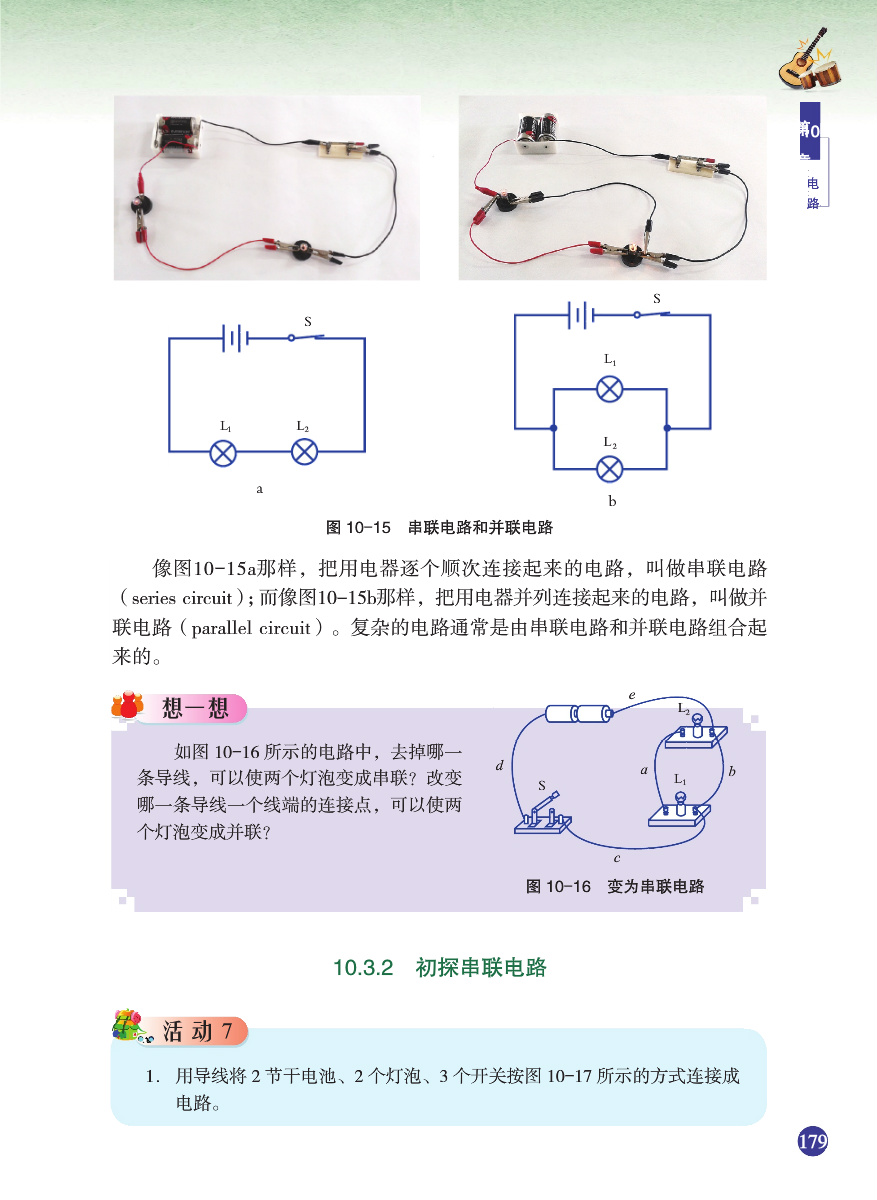 第10
章
电
路
S
L₁
L₂
a
S
L₁
L₂
b
图 10-15 串联电路和并联电路
像图10-15a那样，把用电器逐个顺次连接起来的电路，叫做串联电路
（series circuit）；而像图10-15b那样，把用电器并列连接起来的电路，叫做并
联电路（parallel circuit）。复杂的电路通常是由串联电路和并联电路组合起
来的。
想一想
如图 10-16 所示的电路中，去掉哪一
条导线，可以使两个灯泡变成串联？改变
哪一条导线一个线端的连接点，可以使两
个灯泡变成并联？
e
L₂
d
a
b
S
L₁
c
图 10-16 变为串联电路
10.3.2 初探串联电路
活动 7
1. 用导线将 2 节干电池、2 个灯泡、3 个开关按图 10-17 所示的方式连接成
电路。
179